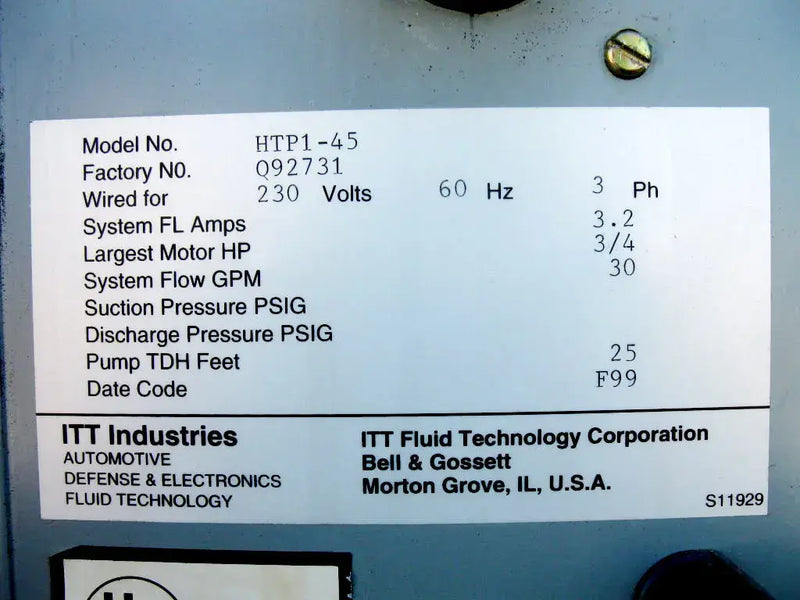 Model No. HTP1-45
Factory N0. Q92731
Wired for 230 Volts 60 Hz 3 Ph
System FL Amps 3.2
Largest Motor HP 3/4
System Flow GPM 30
Suction Pressure PSIG
Discharge Pressure PSIG
Pump TDH Feet 25
Date Code F99
ITT Industries
AUTOMOTIVE
DEFENSE & ELECTRONICS
FLUID TECHNOLOGY
ITT Fluid Technology Corporation
Bell & Gossett
Morton Grove, IL, U.S.A.
S11929